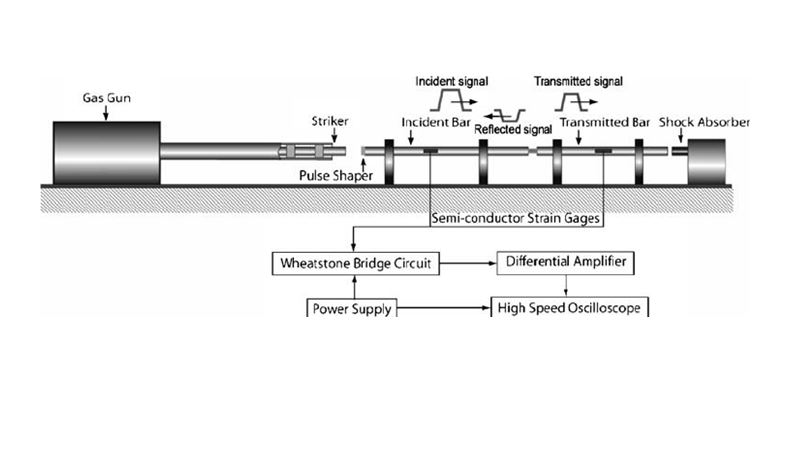 Incident signal
Transmitted signal
Gas Gun
Striker
Incident Bar
Reflected signal
Transmitted Bar
Shock Absorber
Pulse Shaper
Semi-conductor Strain Gages
Wheatstone Bridge Circuit
Differential Amplifier
Power Supply
High Speed Oscilloscope